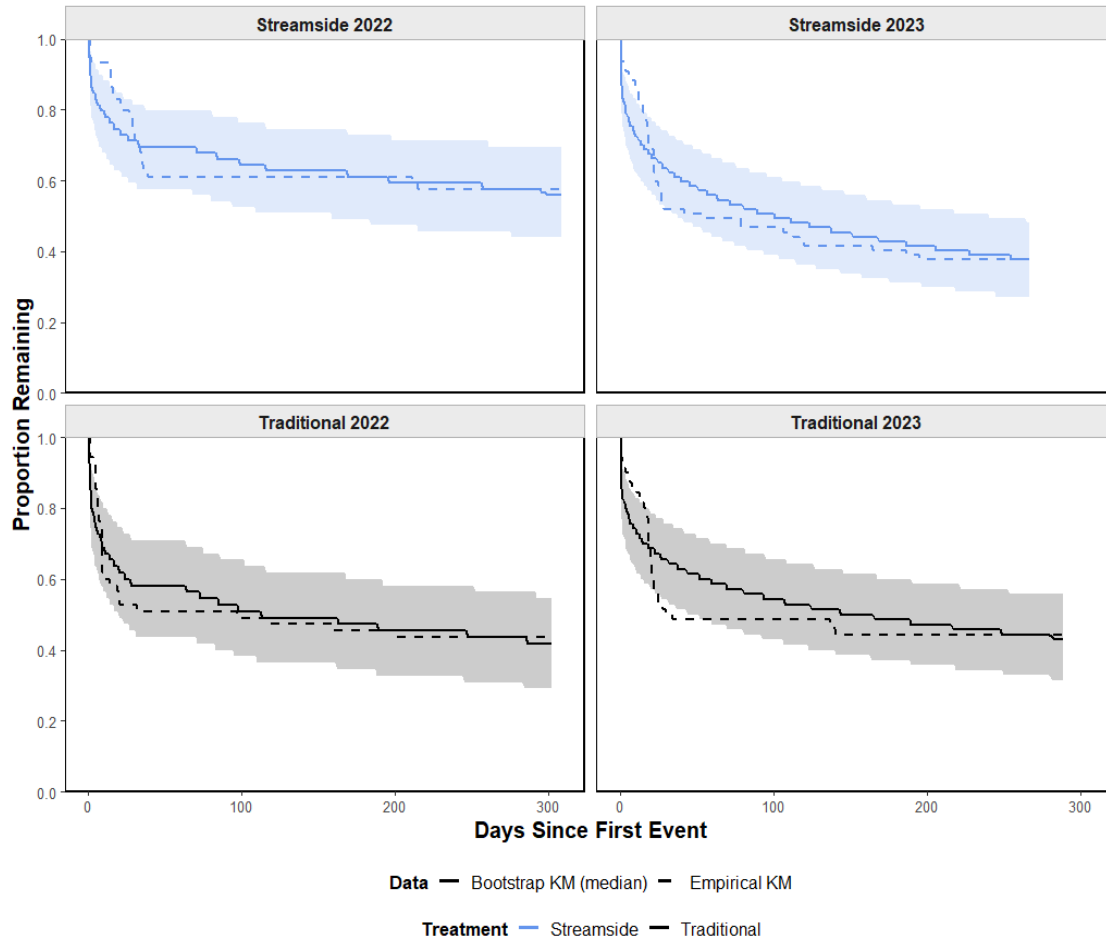 Streamside 2022 Streamside 2023
1.0
0.8
0.6
0.4
0.2
0.0
Traditional 2022 Traditional 2023
1.0
0.8
0.6
0.4
0.2
0.0
Proportion Remaining
0 100 200 300 0 100 200 300
Days Since First Event
Data Bootstrap KM (median) Empirical KM
Treatment Streamside Traditional